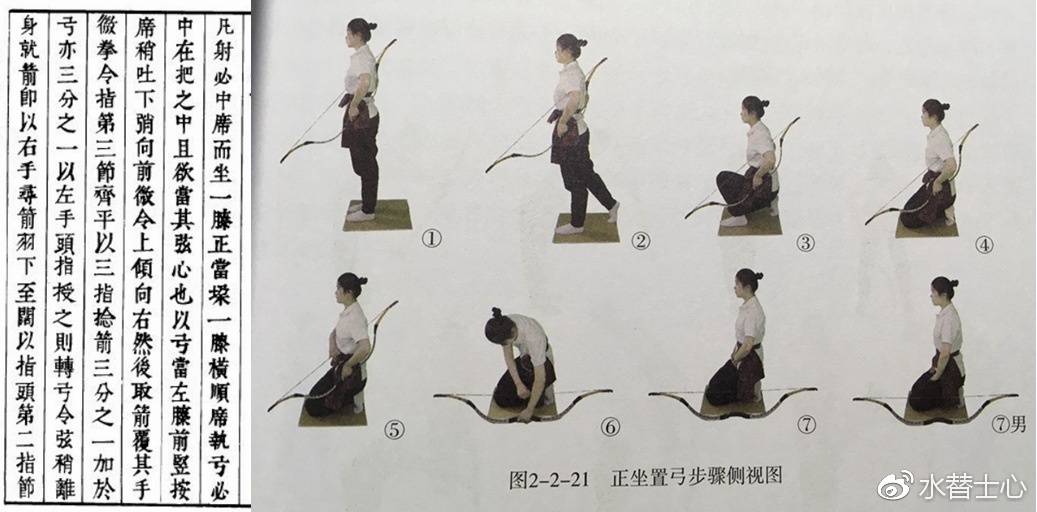 凡射必中席而坐一膝正當垜一膝橫順席執弓必
中在把之中且欲當其弦心也以弓當左膝前竪按
席稍吐下弰向前微令上傾向右然後取箭覆其手
微拳令指第三節齊平以三指捻箭三分之一加於
弓亦三分之一以左手頭指授之則轉弓令弦稍離
身就箭卽以右手尋箭羽下至闊以指頭第二指節
①
②
③
④
⑤
⑥
⑦
⑦男
图2-2-21 正坐置弓步骤侧视图
水替士心